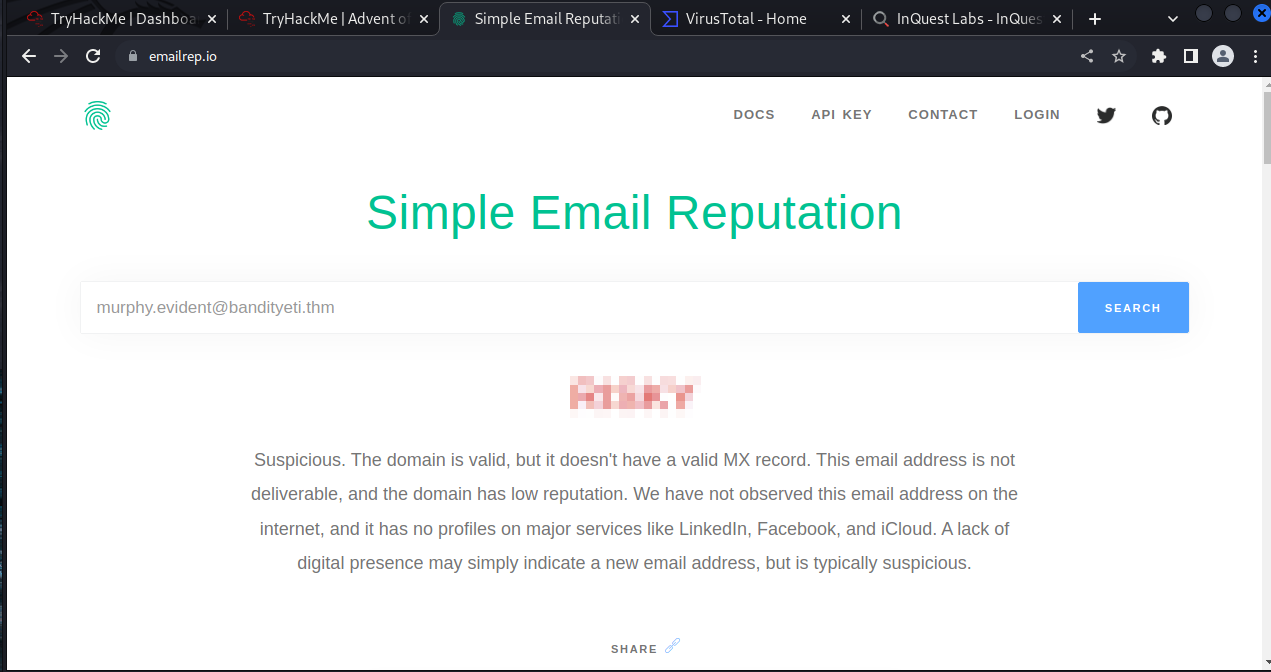 TryHackMe | Dashboa
TryHackMe | Advent of
Simple Email Reputati
VirusTotal - Home
InQuest Labs - InQues
emailrep.io
DOCS
API KEY
CONTACT
LOGIN
Simple Email Reputation
murphy.evident@bandityeti.thm
SEARCH
Suspicious. The domain is valid, but it doesn't have a valid MX record. This email address is not
deliverable, and the domain has low reputation. We have not observed this email address on the
internet, and it has no profiles on major services like LinkedIn, Facebook, and iCloud. A lack of
digital presence may simply indicate a new email address, but is typically suspicious.
SHARE